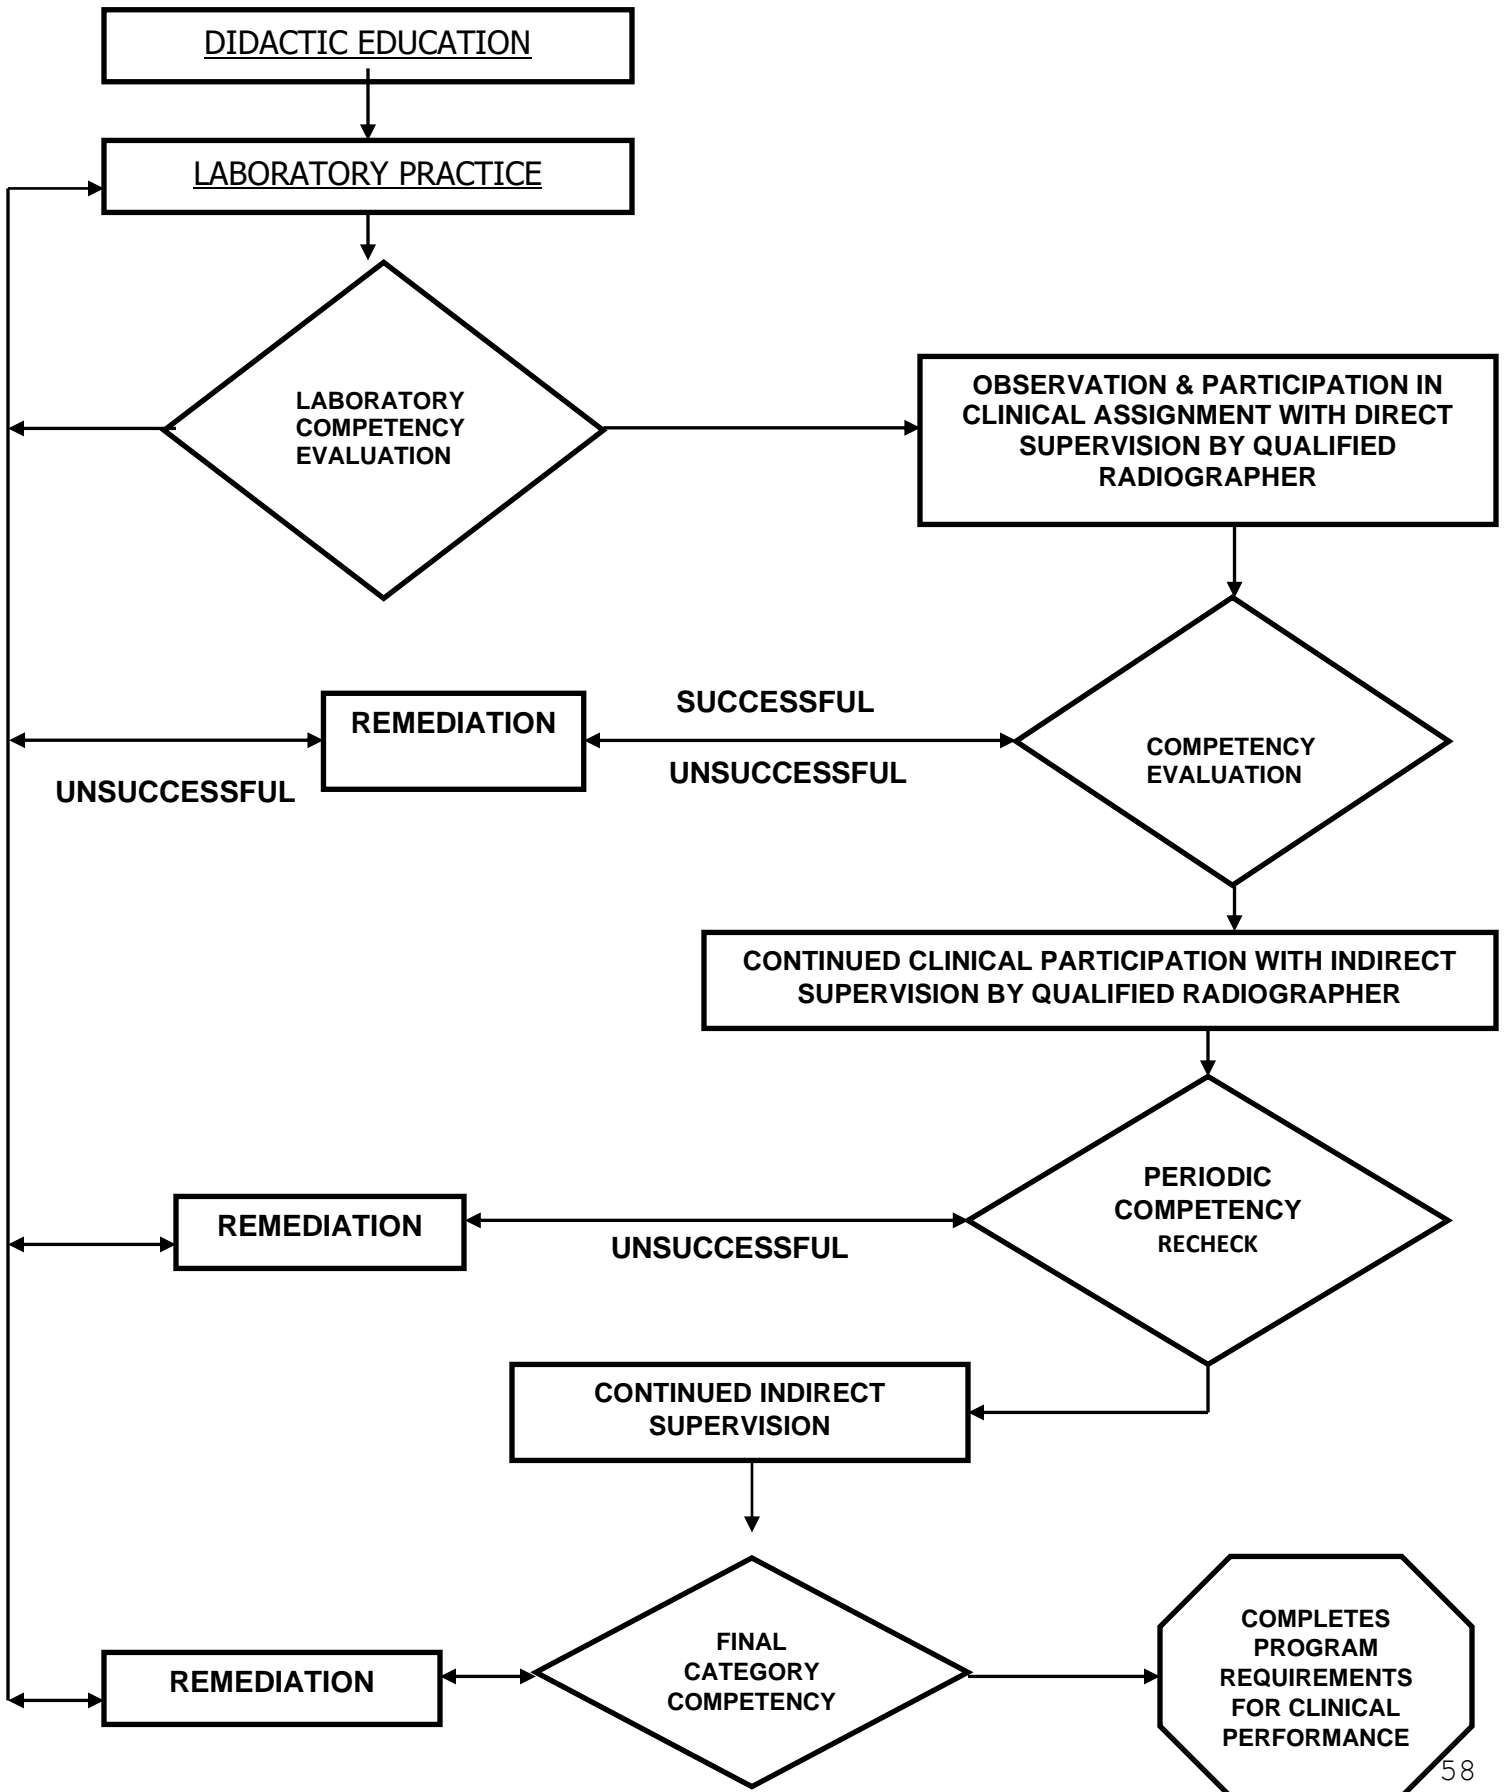 DIDACTIC EDUCATION
LABORATORY PRACTICE
LABORATORY
COMPETENCY
EVALUATION
OBSERVATION & PARTICIPATION IN
CLINICAL ASSIGNMENT WITH DIRECT
SUPERVISION BY QUALIFIED
RADIOGRAPHER
SUCCESSFUL
REMEDIATION
UNSUCCESSFUL
UNSUCCESSFUL
COMPETENCY
EVALUATION
CONTINUED CLINICAL PARTICIPATION WITH INDIRECT
SUPERVISION BY QUALIFIED RADIOGRAPHER
PERIODIC
COMPETENCY
RECHECK
REMEDIATION
UNSUCCESSFUL
CONTINUED INDIRECT
SUPERVISION
FINAL
CATEGORY
COMPETENCY
REMEDIATION
COMPLETES
PROGRAM
REQUIREMENTS
FOR CLINICAL
PERFORMANCE
58